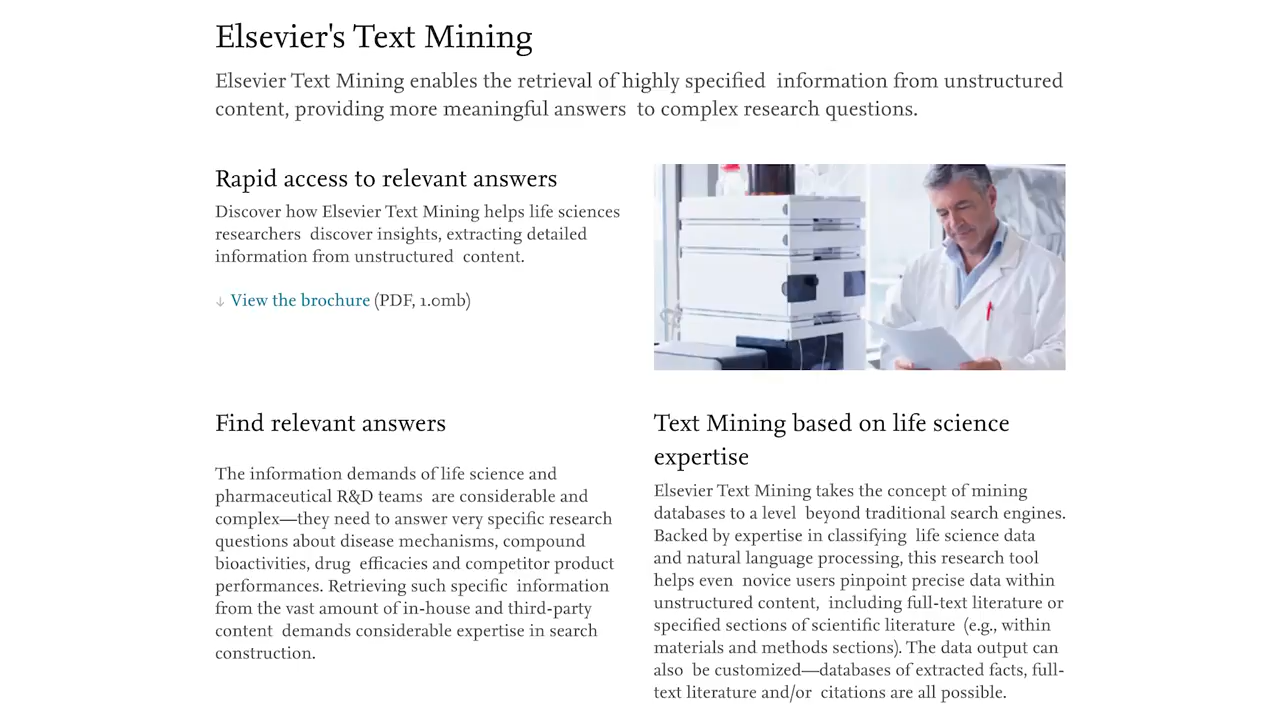 Elsevier's Text Mining
Elsevier Text Mining enables the retrieval of highly specified information from unstructured
content, providing more meaningful answers to complex research questions.
Rapid access to relevant answers
Discover how Elsevier Text Mining helps life sciences
researchers discover insights, extracting detailed
information from unstructured content.
↓ View the brochure (PDF, 1.0mb)
Find relevant answers
The information demands of life science and
pharmaceutical R&D teams are considerable and
complex—they need to answer very specific research
questions about disease mechanisms, compound
bioactivities, drug efficacies and competitor product
performances. Retrieving such specific information
from the vast amount of in-house and third-party
content demands considerable expertise in search
construction.
Text Mining based on life science
expertise
Elsevier Text Mining takes the concept of mining
databases to a level beyond traditional search engines.
Backed by expertise in classifying life science data
and natural language processing, this research tool
helps even novice users pinpoint precise data within
unstructured content, including full-text literature or
specified sections of scientific literature (e.g., within
materials and methods sections). The data output can
also be customized—databases of extracted facts, full-
text literature and/or citations are all possible.